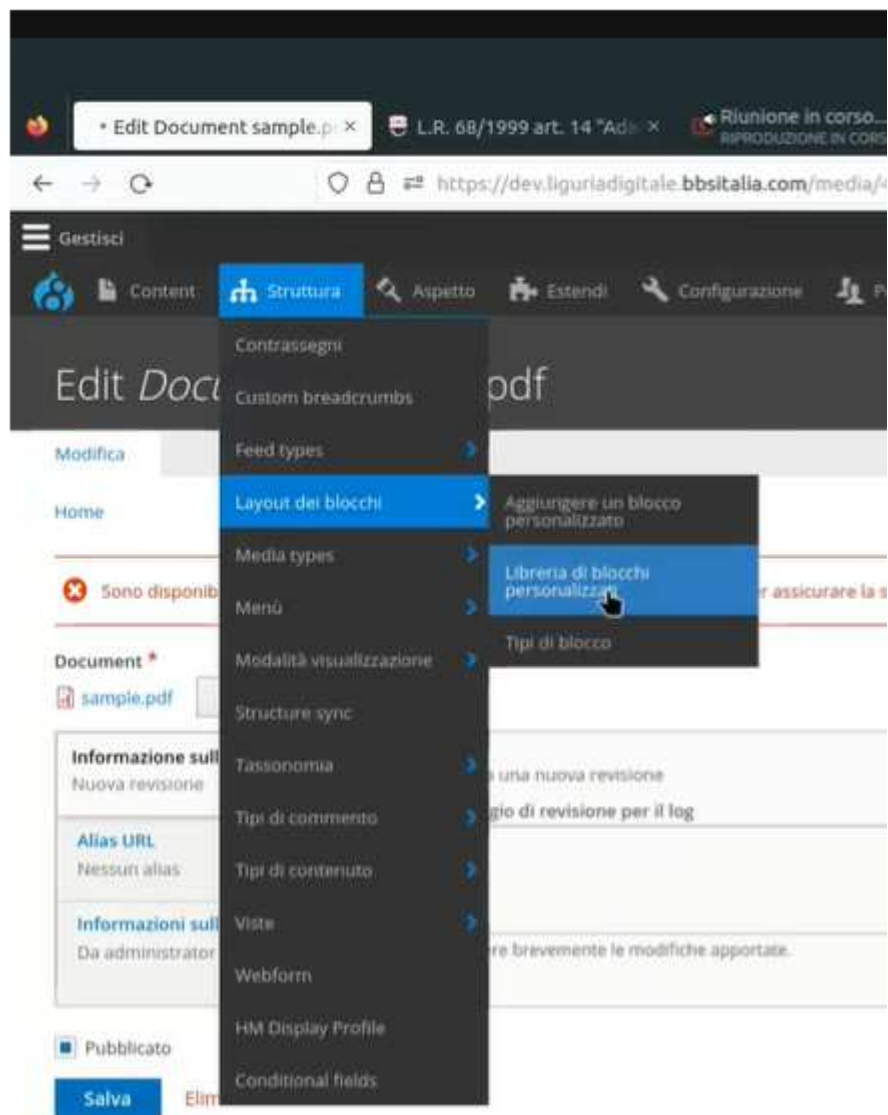 • Edit Document sample.p
L.R. 68/1999 art. 14 "Ad
Riunione in corso...
RIPRODUZIONE IN CORS
https://dev.liguriadigitale.bbsitalia.com/media/4
Gestisci
Content
Struttura
Aspetto
Estendi
Configurazione
P
Edit Docu
pdf
Contrassegni
Custom breadcrumbs
Modifica
Feed types
Home
Layout dei blocchi
Aggiungere un blocco
personalizzato
Media types
Libreria di blocchi
personalizzati
Sono disponib
r assicurare la s
Menù
Tipi di blocco
Document *
Modalità visualizzazione
sample.pdf
Structure sync
Informazione sull
Nuova revisione
Tassonomia
una nuova revisione
gio di revisione per il log
Tipi di commento
Alias URL
Nessun alias
Tipi di contenuto
Informazioni sull
Da administrator
Viste
re brevemente le modifiche apportate.
Webform
HM Display Profile
Pubblicato
Conditional fields
Salva
Elim